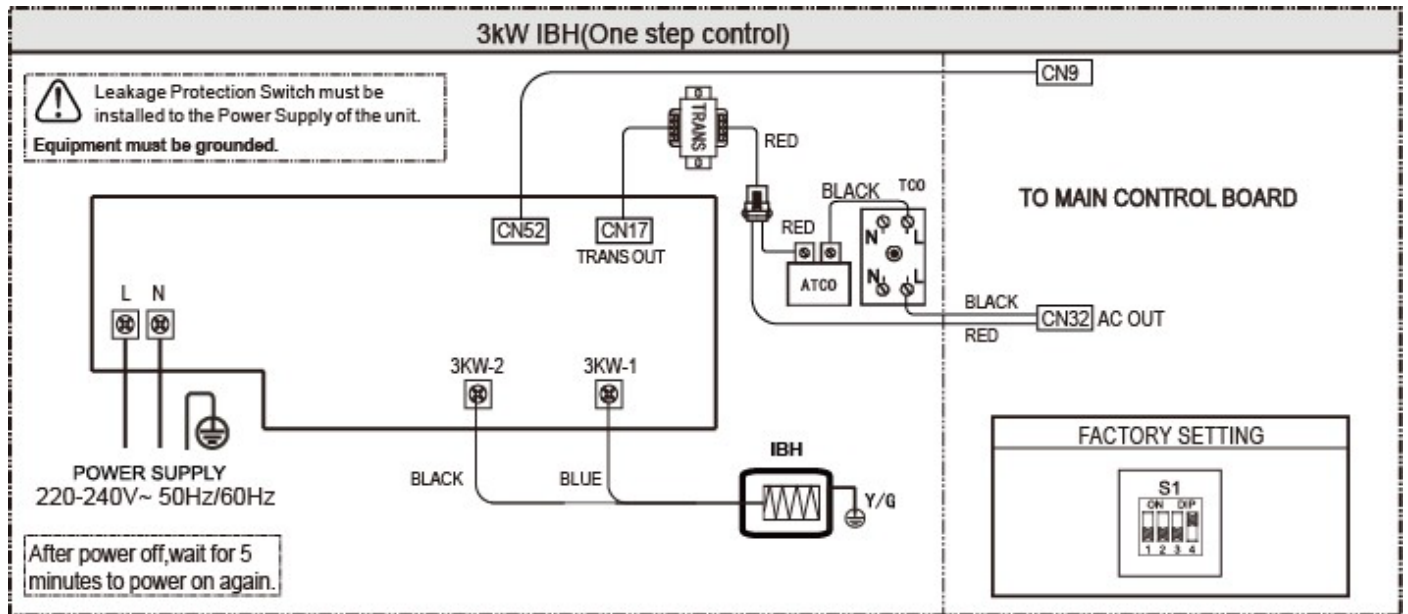 3kW IBH(One step control)
Leakage Protection Switch must be
installed to the Power Supply of the unit.
Equipment must be grounded.
TRANS
RED
CN9
BLACK
TCO
TO MAIN CONTROL BOARD
CN52
CN17
TRANS OUT
RED
N
L
ATCO
N
L
BLACK
CN32 AC OUT
RED
L N
3KW-2
3KW-1
POWER SUPPLY
220-240V~ 50Hz/60Hz
BLACK
BLUE
IBH
Y/G
FACTORY SETTING
S1
ON DIP
1 2 3 4
After power off,wait for 5
minutes to power on again.